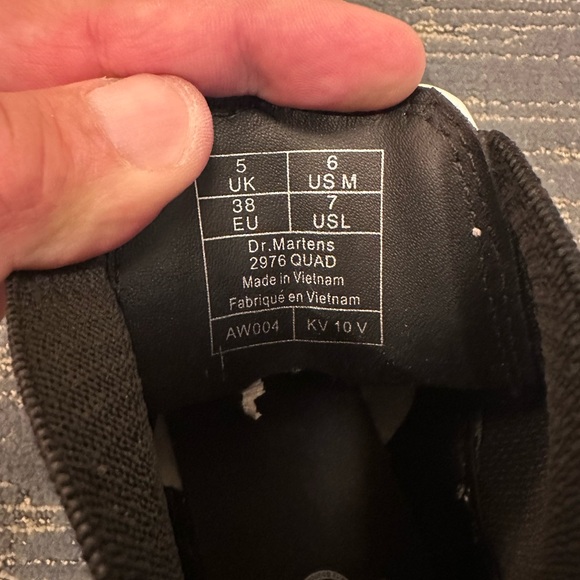 5 6
UK US M
38 7
EU USL
Dr.Martens
2976 QUAD
Made in Vietnam
Fabriqué en Vietnam
AW004 KV 10 V